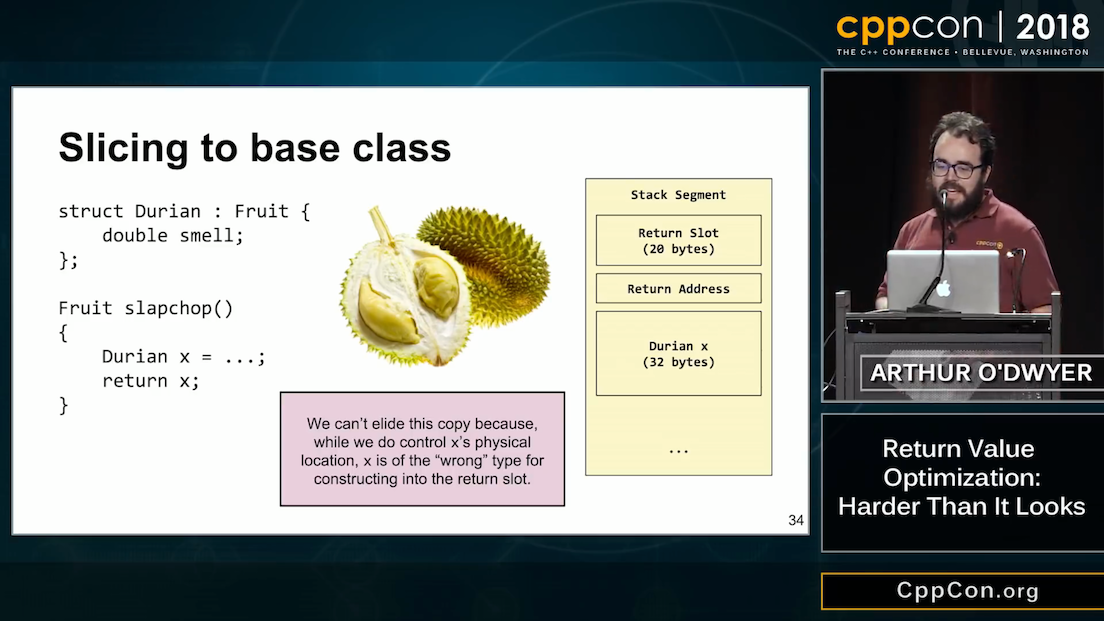 cppcon | 2018
THE C++ CONFERENCE • BELLEVUE, WASHINGTON
Slicing to base class
struct Durian : Fruit {
    double smell;
};
Fruit slapchop()
{
    Durian x = ...;
    return x;
}
We can’t elide this copy because,
while we do control x’s physical
location, x is of the “wrong” type for
constructing into the return slot.
Stack Segment
Return Slot
(20 bytes)
Return Address
Durian x
(32 bytes)
...
34
cppcon
ARTHUR O'DWYER
Return Value
Optimization:
Harder Than It Looks
CppCon.org